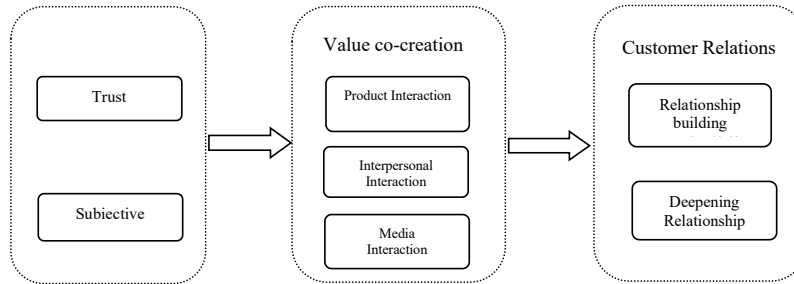 Trust
Subiective
Value co-creation
Product Interaction
Interpersonal
Interaction
Media
Interaction
Customer Relations
Relationship
building
Deepening
Relationship